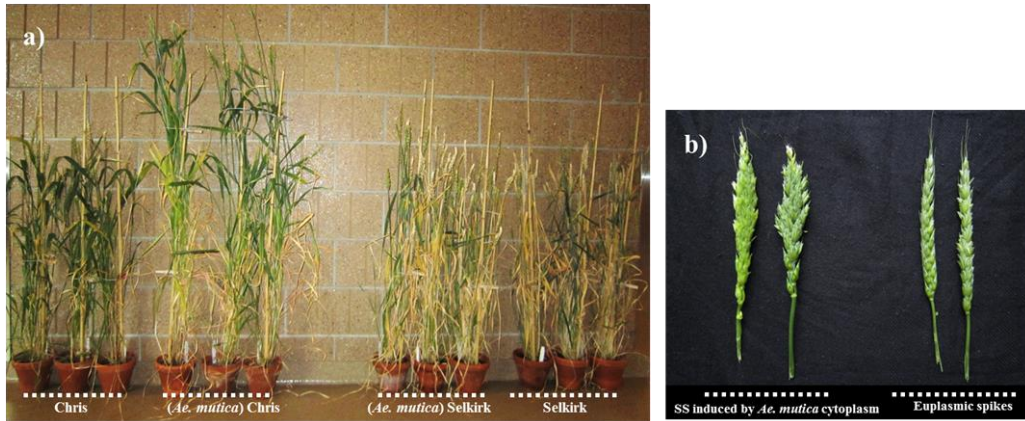 a)
Chris
(Ae. mutica) Chris
(Ae. mutica) Selkirk
Selkirk
b)
SS induced by Ae. mutica cytoplasm
Euplasmic spikes